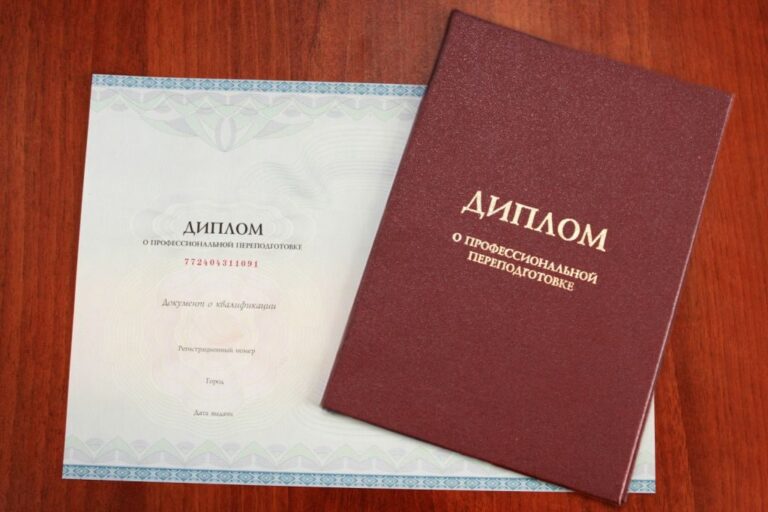 ДИПЛОМ
О ПРОФЕССИОНАЛЬНОЙ ПЕРЕПОДГОТОВКЕ
772404311091
Документ о квалификации
Регистрационный номер
Город
Дата выдачи
ДИПЛОМ
О ПРОФЕССИОНАЛЬНОЙ
ПЕРЕПОДГОТОВКЕ